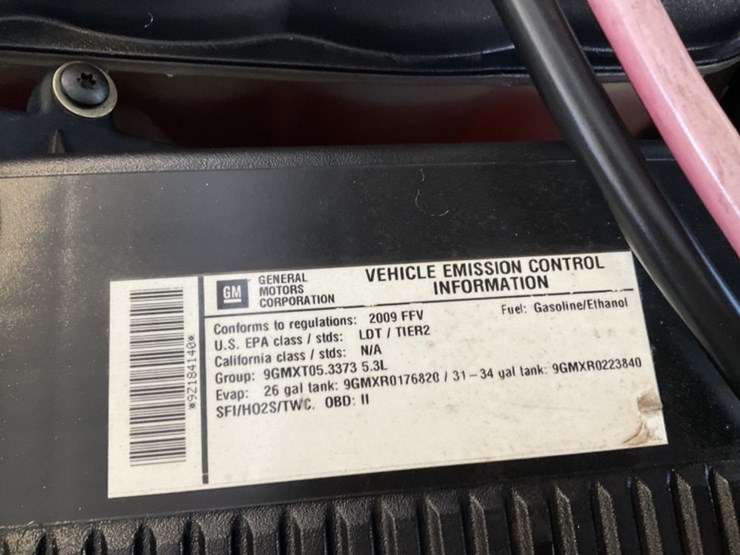 GM
GENERAL
MOTORS
CORPORATION
VEHICLE EMISSION CONTROL
INFORMATION
Conforms to regulations: 2009 FFV
Fuel: Gasoline/Ethanol
U.S. EPA class / stds: LDT / TIER2
California class / stds: N/A
Group: 9GMXT05.3373 5.3L
Evap: 26 gal tank: 9GMXR0176820 / 31-34 gal tank: 9GMXR0223840
SFI/HO2S/TWC. OBD: II
*92184140*